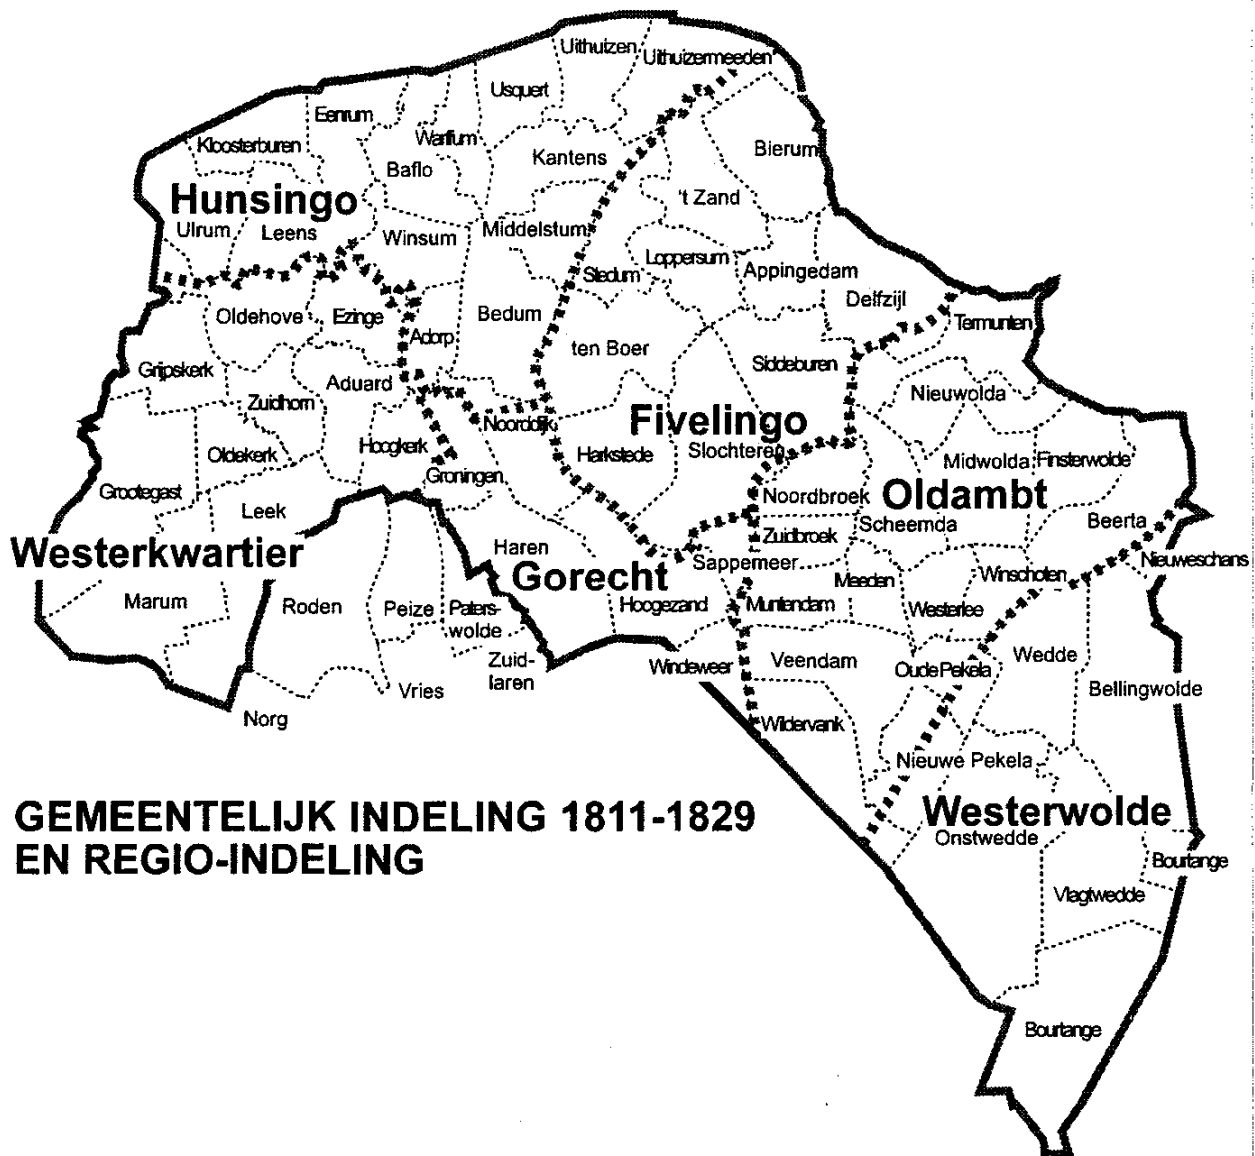 Uithuizen
Uithuizermeeden
Usquert
Eenrum
Warffum
Kloosterburen
Kantens
Bierum
Baflo
Hunsingo
't Zand
Ulrum
Leens
Winsum
Middelstum
Stedum
Loppersum
Appingedam
Oldehove
Ezinge
Bedum
Delfzijl
Termunten
Adorp
ten Boer
Siddeburen
Grijpskerk
Aduard
Zuidhorn
Nieuwolda
Noorddijk
Fivelingo
Slochteren
Hoogkerk
Oldekerk
Harkstede
Midwolda
Finsterwolde
Groningen
Grootegast
Noordbroek
Oldambt
Leek
Scheemda
Beerta
Zuidbroek
Westerkwartier
Haren
Gorecht
Sappemeer
Nieuweschans
Meeden
Winschoten
Marum
Roden
Peize
Paters-
wolde
Hoogezand
Muntendam
Westerlee
Zuid-
laren
Windeweer
Veendam
Oude Pekela
Wedde
Bellingwolde
Vries
Norg
Wildervank
Nieuwe Pekela
GEMEENTELIJK INDELING 1811-1829
EN REGIO-INDELING
Westerwolde
Onstwedde
Bourtange
Vlagtwedde
Bourtange